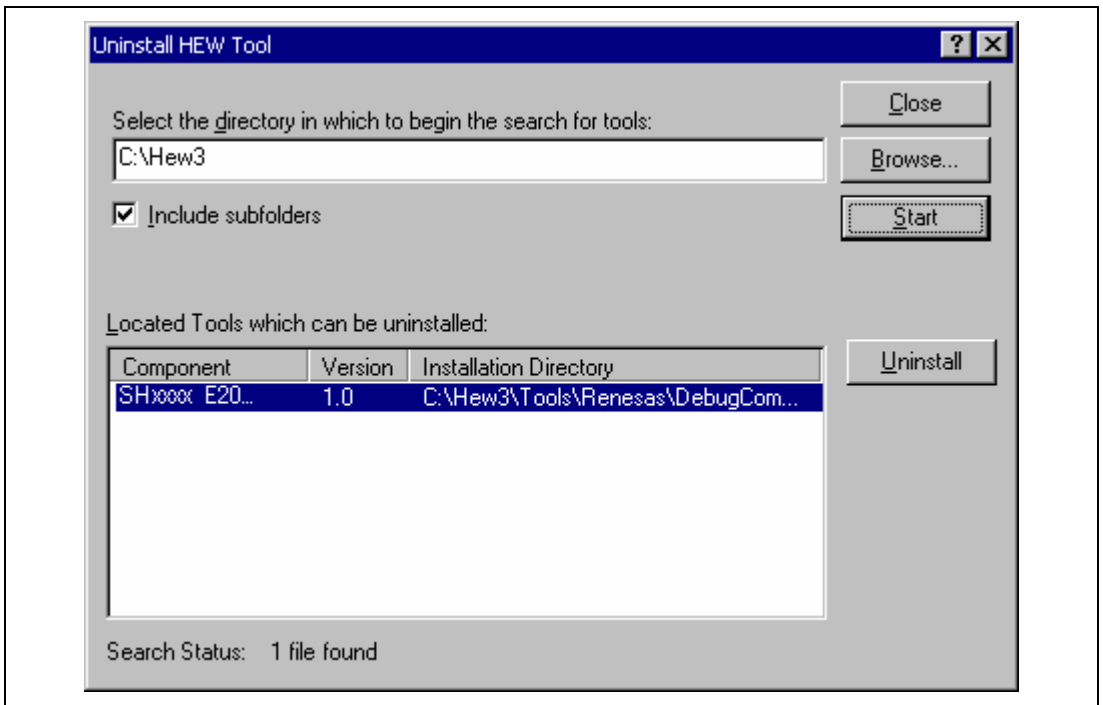 Uninstall HEW Tool
Close
Select the directory in which to begin the search for tools:
C:\Hew3
Browse...
Include subfolders
Start
Located Tools which can be uninstalled:
Uninstall
Component Version Installation Directory
SHxxxx E20... 1.0 C:\Hew3\Tools\Renesas\DebugCom...
Search Status: 1 file found